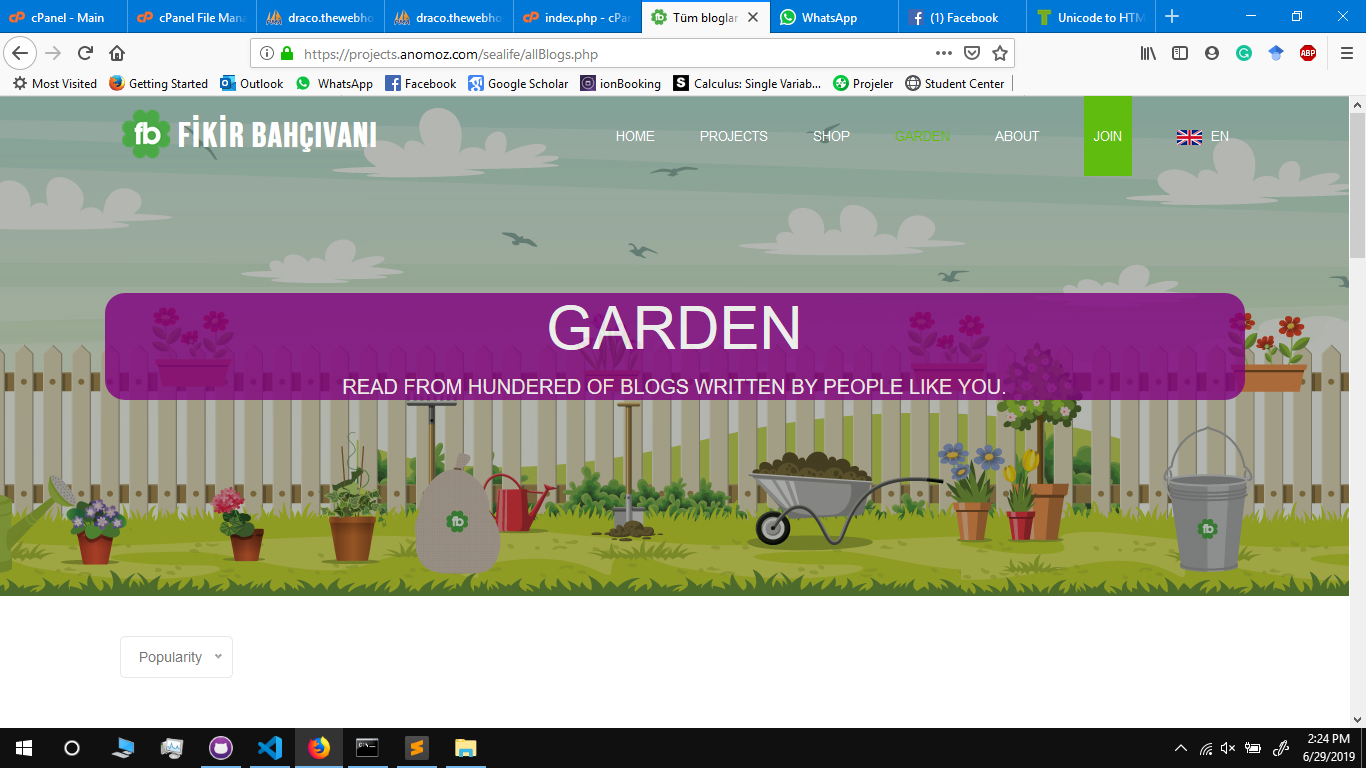 cPanel - Main
cPanel File Mana
draco.thewebho
draco.thewebho
index.php - cPa
Tüm bloglar
WhatsApp
(1) Facebook
Unicode to HTM
https://projects.anomoz.com/sealife/allBlogs.php
ABP
Most Visited
Getting Started
Outlook
WhatsApp
Facebook
Google Scholar
ionBooking
Calculus: Single Variab...
Projeler
Student Center
fb FİKİR BAHÇIVANI
HOME
PROJECTS
SHOP
GARDEN
ABOUT
JOIN
EN
GARDEN
READ FROM HUNDERED OF BLOGS WRITTEN BY PEOPLE LIKE YOU.
fb
fb
Popularity
2:24 PM
6/29/2019